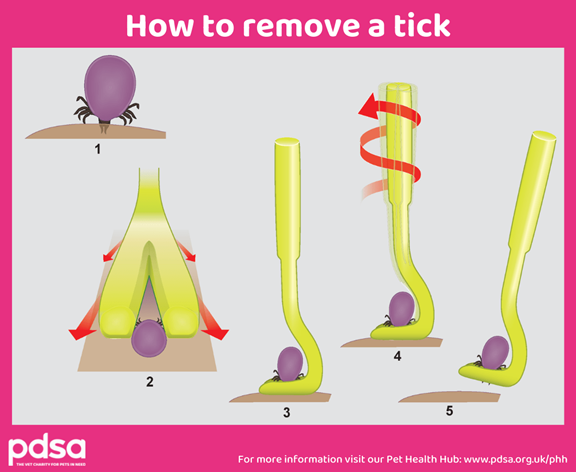 How to remove a tick
1
2
3
4
5
pdsa
THE VET CHARITY FOR PETS IN NEED
For more information visit our Pet Health Hub: www.pdsa.org.uk/phh